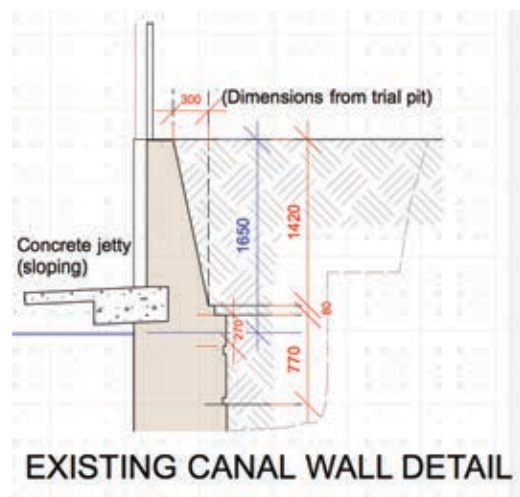 300
(Dimensions from trial pit)
1650
1420
Concrete jetty
(sloping)
80
270
770
EXISTING CANAL WALL DETAIL